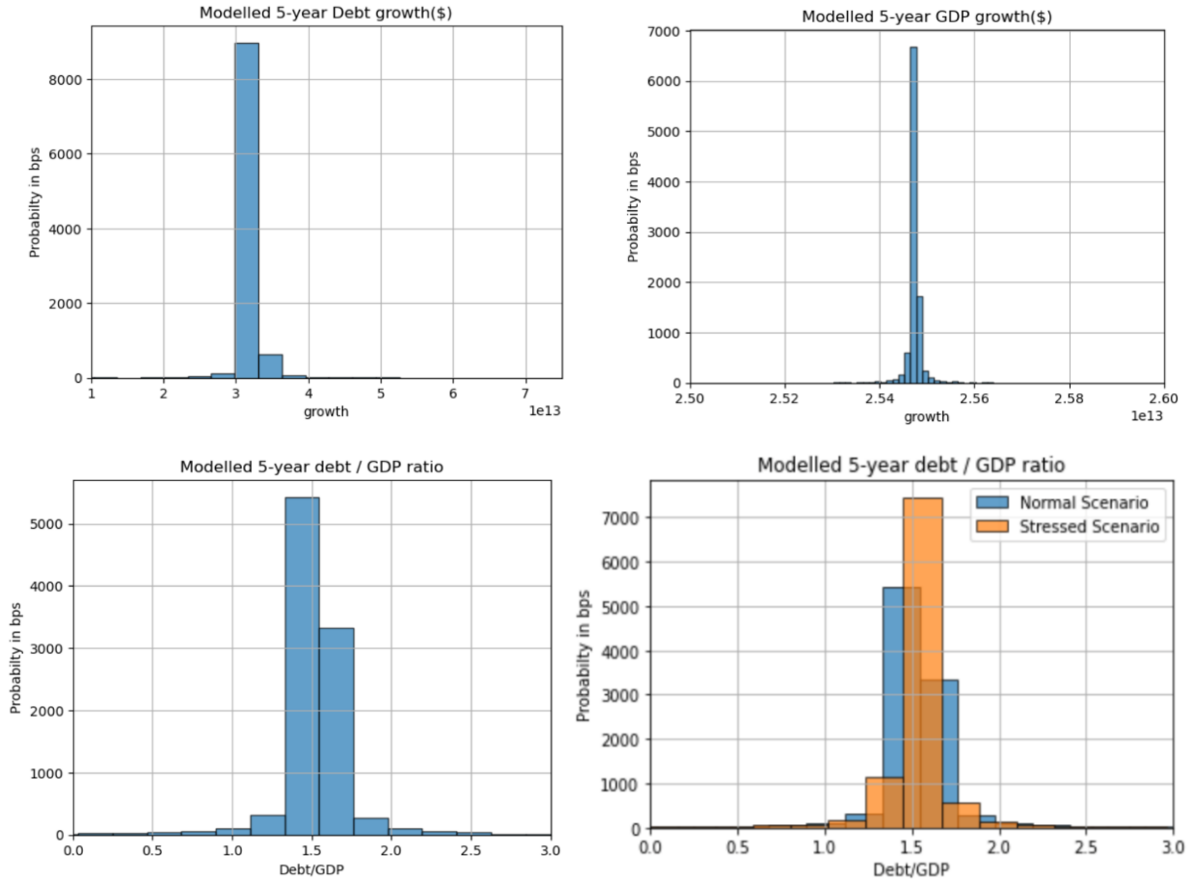 Modelled 5-year Debt growth($)
Probabilty in bps
8000
6000
4000
2000
0
1 2 3 4 5 6 7
1e13
growth
Modelled 5-year GDP growth($)
Probabilty in bps
7000
6000
5000
4000
3000
2000
1000
0
2.50 2.52 2.54 2.56 2.58 2.60
1e13
growth
Modelled 5-year debt / GDP ratio
Probabilty in bps
5000
4000
3000
2000
1000
0
0.0 0.5 1.0 1.5 2.0 2.5 3.0
Debt/GDP
Modelled 5-year debt / GDP ratio
Normal Scenario
Stressed Scenario
Probabilty in bps
7000
6000
5000
4000
3000
2000
1000
0
0.0 0.5 1.0 1.5 2.0 2.5 3.0
Debt/GDP